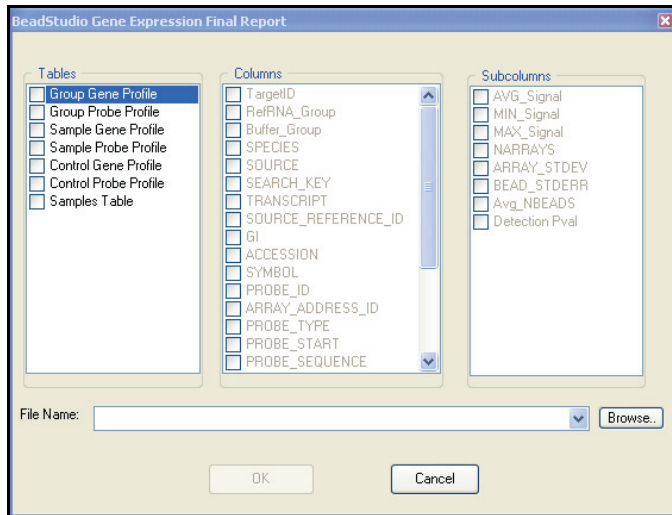 BeadStudio Gene Expression Final Report
Tables
Group Gene Profile
Group Probe Profile
Sample Gene Profile
Sample Probe Profile
Control Gene Profile
Control Probe Profile
Samples Table
Columns
TargetID
RefRNA_Group
Buffer_Group
SPECIES
SOURCE
SEARCH_KEY
TRANSCRIPT
SOURCE_REFERENCE_ID
GI
ACCESSION
SYMBOL
PROBE_ID
ARRAY_ADDRESS_ID
PROBE_TYPE
PROBE_START
PROBE_SEQUENCE
Subcolumns
AVG_Signal
MIN_Signal
MAX_Signal
NARRAYS
ARRAY_STDEV
BEAD_STDERR
Avg_NBEADS
Detection Pval
File Name:
Browse..
OK
Cancel